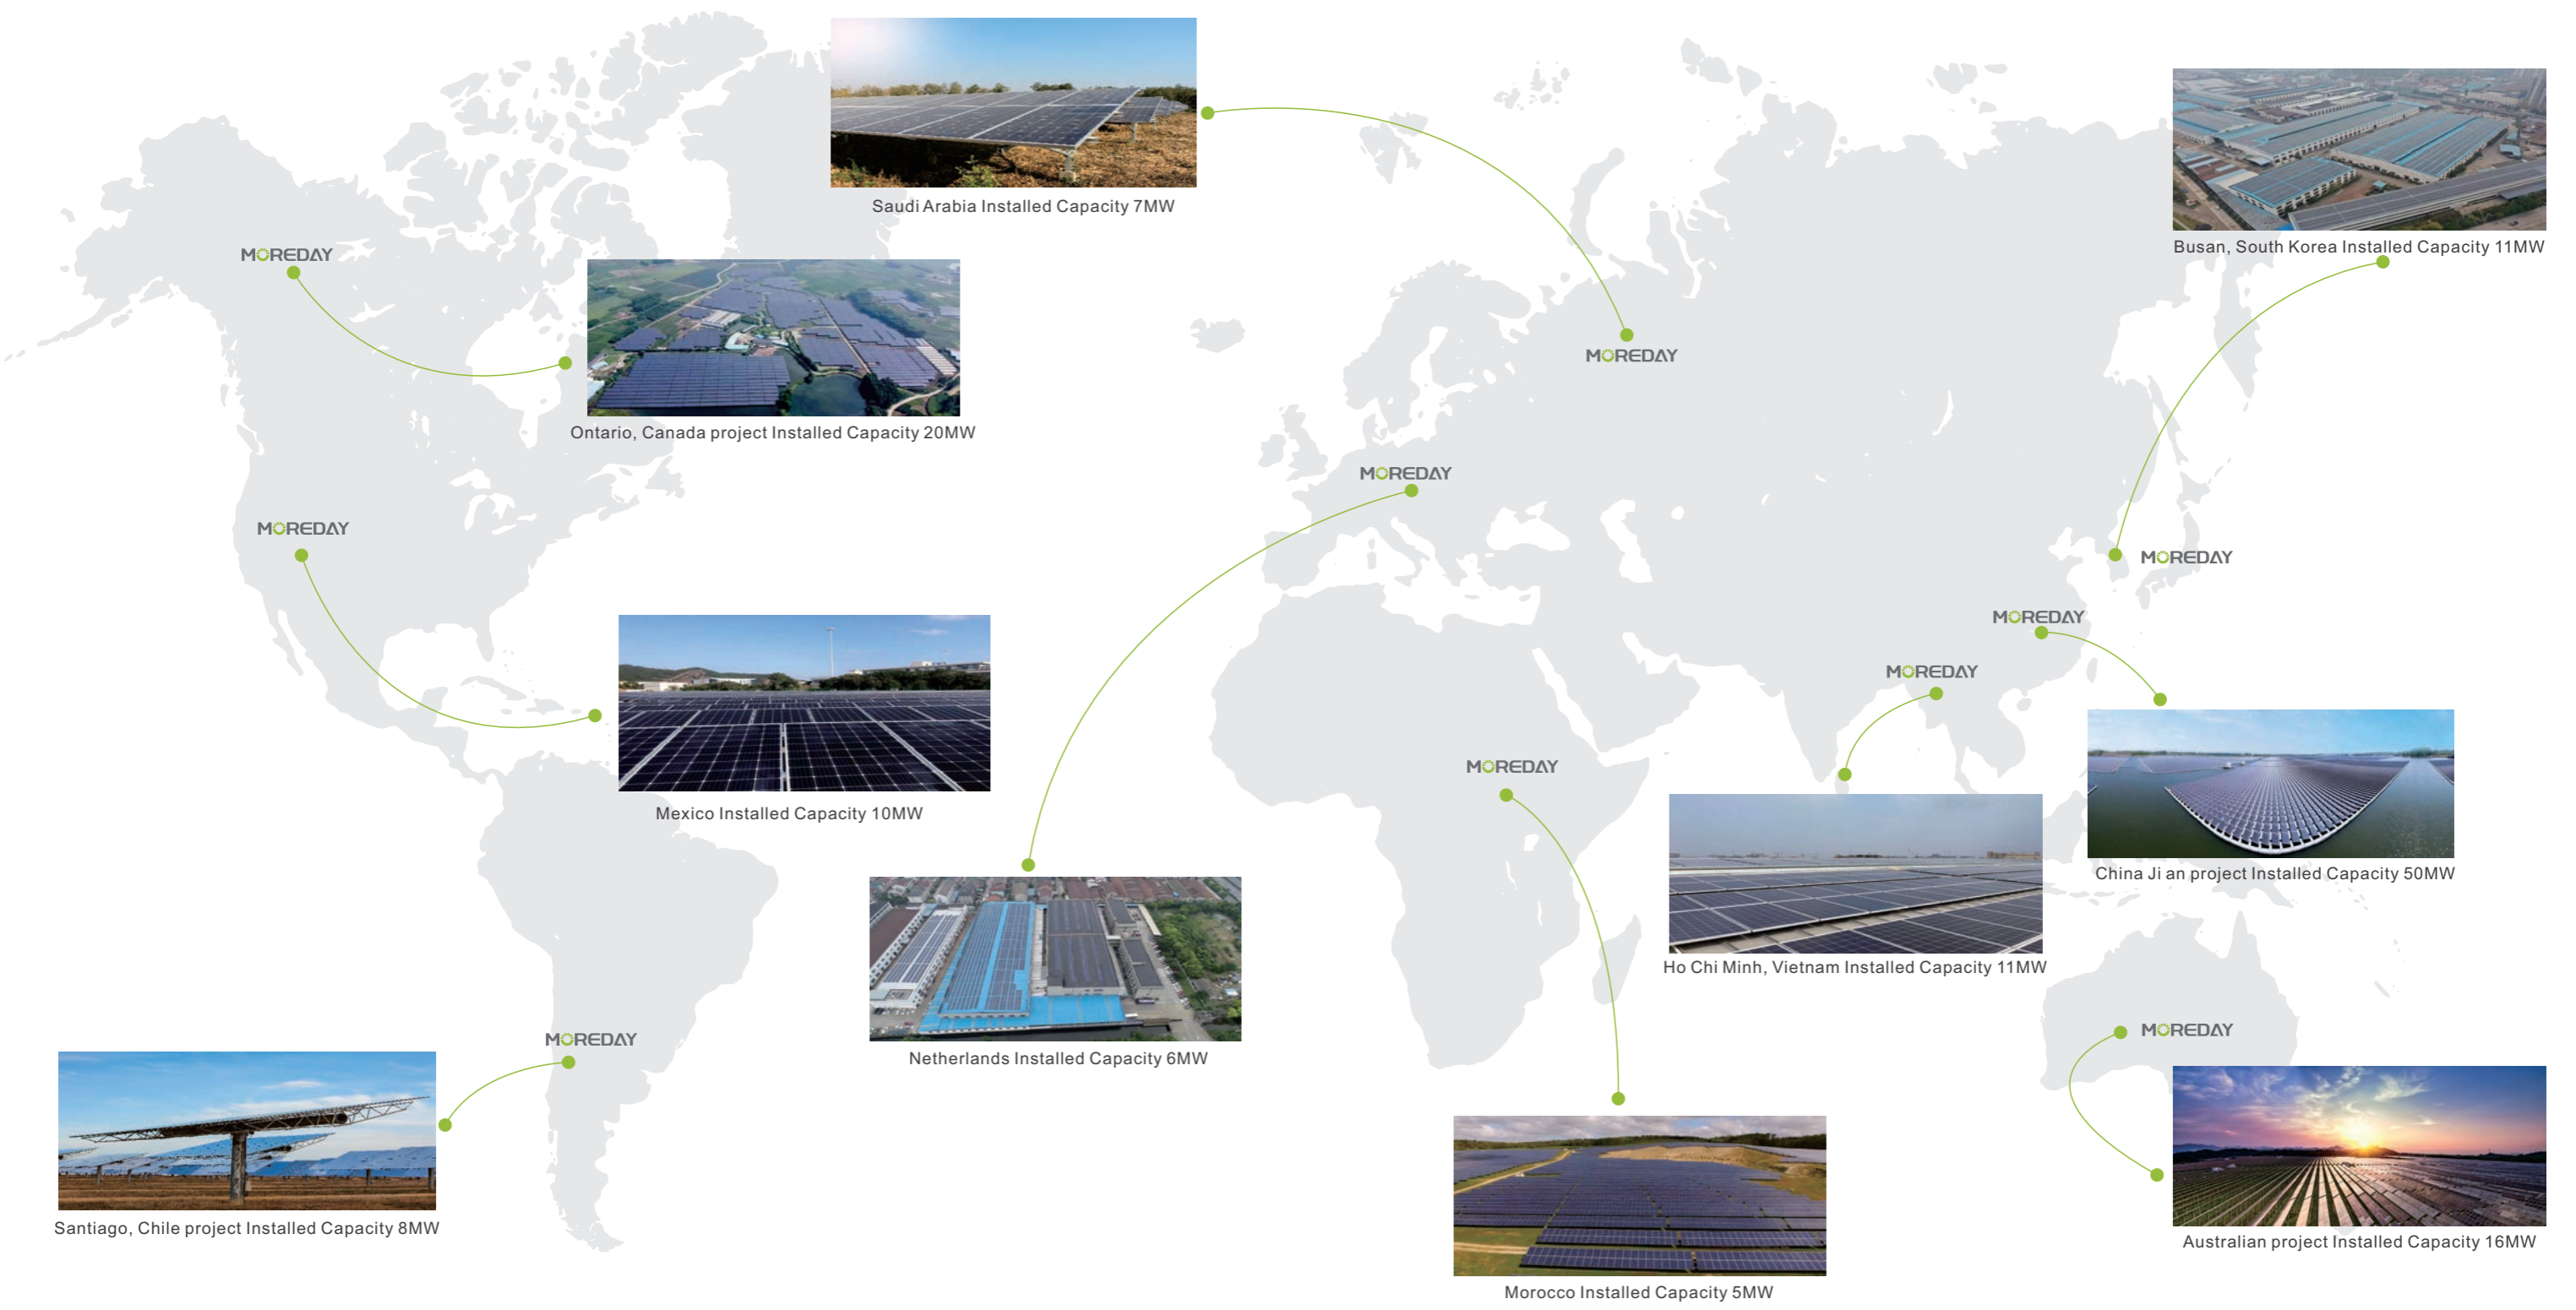 Saudi Arabia Installed Capacity 7MW
Busan, South Korea Installed Capacity 11MW
MOREDAY
MOREDAY
Ontario, Canada project Installed Capacity 20MW
MOREDAY
MOREDAY
MOREDAY
MOREDAY
MOREDAY
MOREDAY
Mexico Installed Capacity 10MW
China Ji an project Installed Capacity 50MW
Ho Chi Minh, Vietnam Installed Capacity 11MW
MOREDAY
MOREDAY
Netherlands Installed Capacity 6MW
Santiago, Chile project Installed Capacity 8MW
Australian project Installed Capacity 16MW
Morocco Installed Capacity 5MW